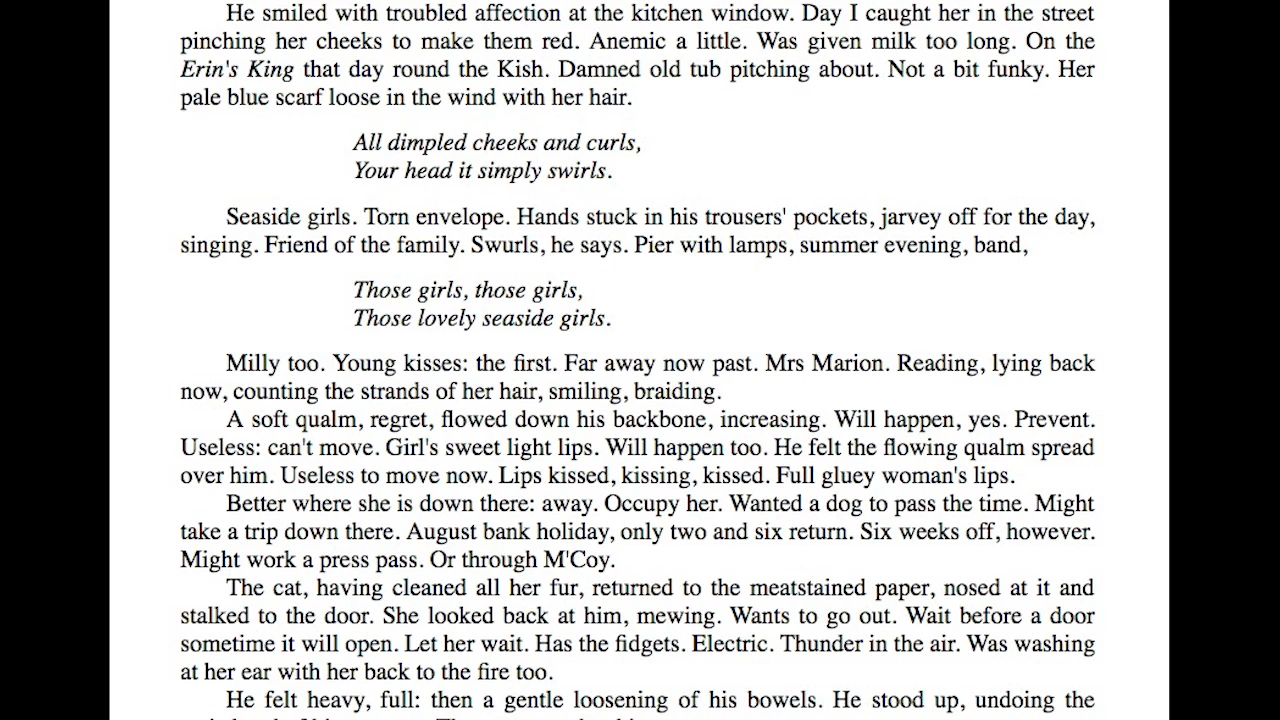 He smiled with troubled affection at the kitchen window. Day I caught her in the street
pinching her cheeks to make them red. Anemic a little. Was given milk too long. On the
Erin's King that day round the Kish. Damned old tub pitching about. Not a bit funky. Her
pale blue scarf loose in the wind with her hair.
All dimpled cheeks and curls,
Your head it simply swirls.
Seaside girls. Torn envelope. Hands stuck in his trousers' pockets, jarvey off for the day,
singing. Friend of the family. Swurls, he says. Pier with lamps, summer evening, band,
Those girls, those girls,
Those lovely seaside girls.
Milly too. Young kisses: the first. Far away now past. Mrs Marion. Reading, lying back
now, counting the strands of her hair, smiling, braiding.
A soft qualm, regret, flowed down his backbone, increasing. Will happen, yes. Prevent.
Useless: can't move. Girl's sweet light lips. Will happen too. He felt the flowing qualm spread
over him. Useless to move now. Lips kissed, kissing, kissed. Full gluey woman's lips.
Better where she is down there: away. Occupy her. Wanted a dog to pass the time. Might
take a trip down there. August bank holiday, only two and six return. Six weeks off, however.
Might work a press pass. Or through M'Coy.
The cat, having cleaned all her fur, returned to the meatstained paper, nosed at it and
stalked to the door. She looked back at him, mewing. Wants to go out. Wait before a door
sometime it will open. Let her wait. Has the fidgets. Electric. Thunder in the air. Was washing
at her ear with her back to the fire too.
He felt heavy, full: then a gentle loosening of his bowels. He stood up, undoing the